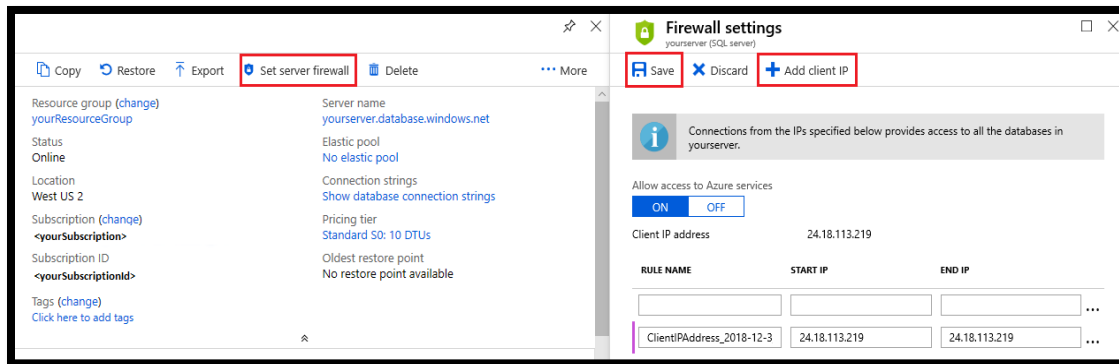 Copy Restore Export Set server firewall Delete ... More
Resource group (change)
yourResourceGroup
Status
Online
Location
West US 2
Subscription (change)
<yourSubscription>
Subscription ID
<yourSubscriptionId>
Tags (change)
Click here to add tags
Server name
yourserver.database.windows.net
Elastic pool
No elastic pool
Connection strings
Show database connection strings
Pricing tier
Standard S0: 10 DTUs
Oldest restore point
No restore point available
Firewall settings
yourserver (SQL server)
Save Discard Add client IP
Connections from the IPs specified below provides access to all the databases in
yourserver.
Allow access to Azure services
ON OFF
Client IP address 24.18.113.219
RULE NAME START IP END IP
...
ClientIPAddress_2018-12-3 24.18.113.219 24.18.113.219 ...